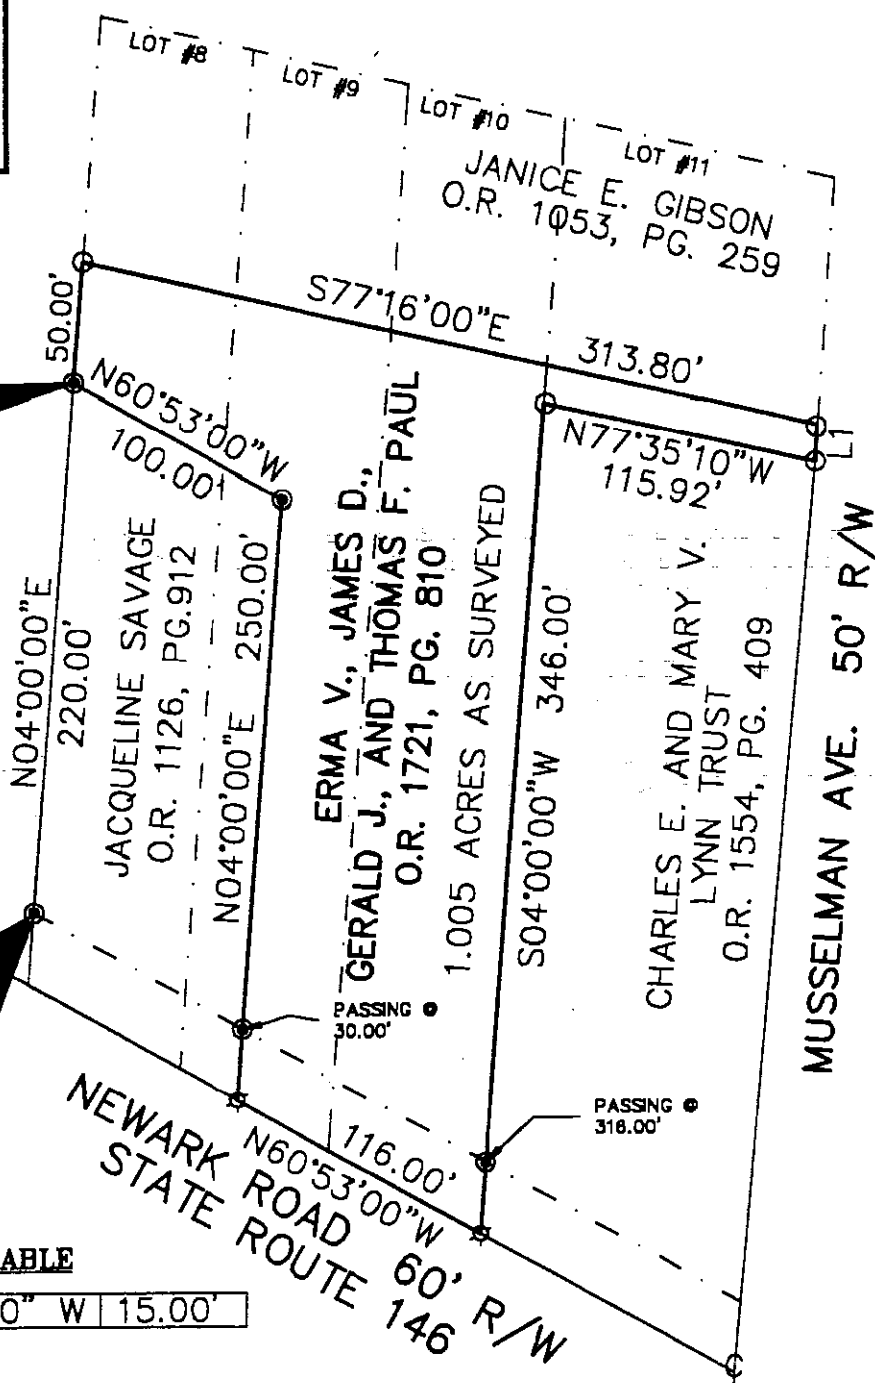 LOT #8
LOT #9
LOT #10
LOT #11
JANICE E. GIBSON
O.R. 1053, PG. 259
50.00'
S77°16'00"E
313.80'
N60°53'00"W
100.00'
N77°35'10"W
115.92'
L1
N04°00'00"E
220.00'
JACQUELINE SAVAGE
O.R. 1126, PG.912
N04°00'00"E 250.00'
ERMA V., JAMES D.,
GERALD J., AND THOMAS F. PAUL
O.R. 1721, PG. 810
1.005 ACRES AS SURVEYED
S04°00'00"W 346.00'
CHARLES E. AND MARY V.
LYNN TRUST
O.R. 1554, PG. 409
MUSSELMAN AVE. 50' R/W
PASSING @
30.00'
PASSING @
316.00'
116.00'
N60°53'00"W
NEWARK ROAD 60' R/W
STATE ROUTE 146
ABLE
0" W 15.00'